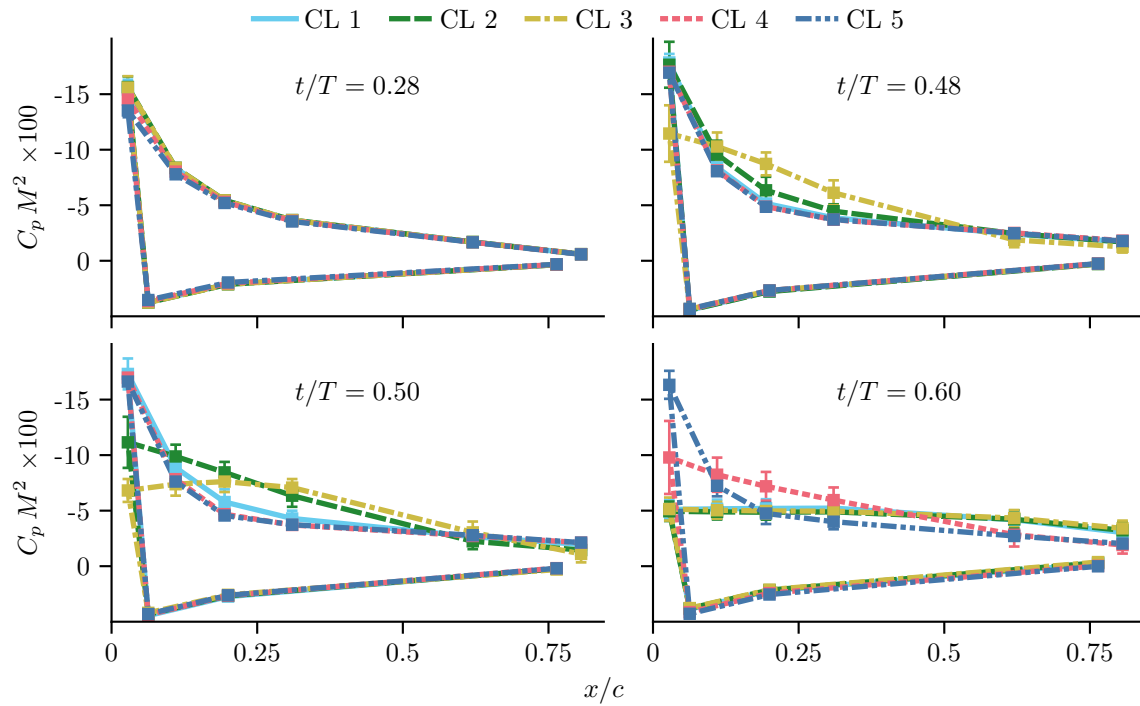 CL 1 CL 2 CL 3 CL 4 CL 5
t/T = 0.28
t/T = 0.48
-15
-10
-5
0
C_p M² ×100
0 0.25 0.5 0.75
0 0.25 0.5 0.75
t/T = 0.50
t/T = 0.60
-15
-10
-5
0
C_p M² ×100
x/c